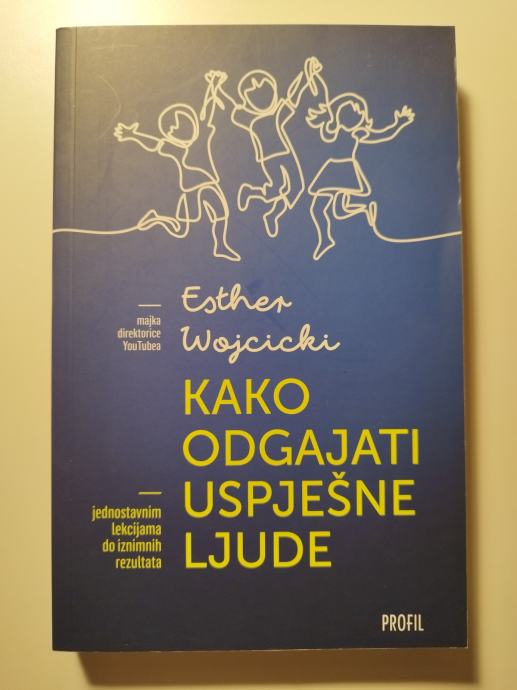 Esther
Wojcicki
majka
direktorice
YouTubea
KAKO
ODGAJATI
USPJEŠNE
LJUDE
jednostavnim
lekcijama
do iznimnih
rezultata
PROFIL